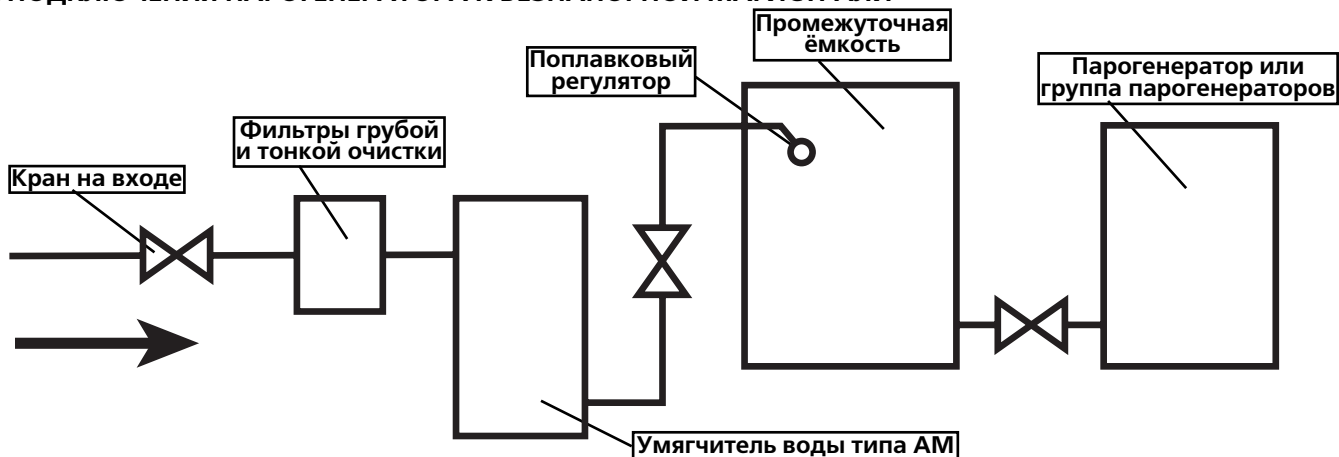 Промежуточная
ёмкость
Поплавковый
регулятор
Парогенератор или
группа парогенераторов
Фильтры грубой
и тонкой очистки
Кран на входе
Умягчитель воды типа АМ